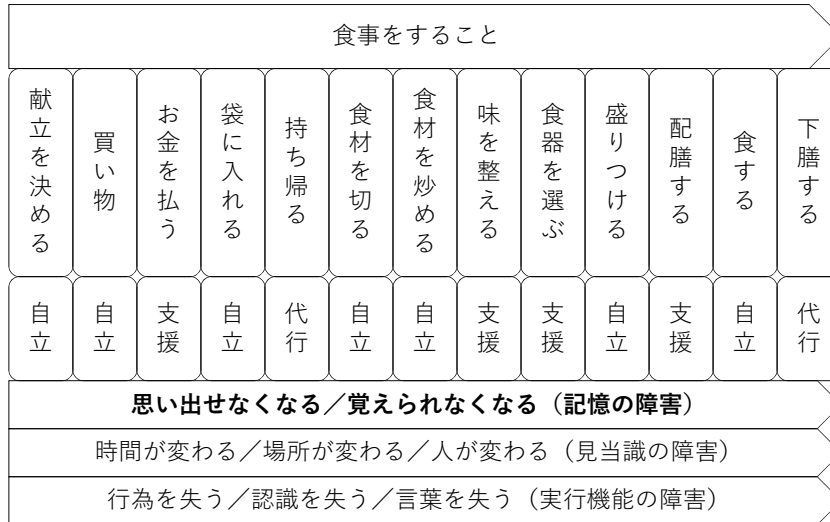 食事をすること
献立を決める
買い物
お金を払う
袋に入れる
持ち帰る
食材を切る
食材を炒める
味を整える
食器を選ぶ
盛りつける
配膳する
食する
下膳する
自立
自立
支援
自立
代行
自立
自立
支援
支援
自立
支援
自立
代行
思い出せなくなる／覚えられなくなる（記憶の障害）
時間が変わる／場所が変わる／人が変わる（見当識の障害）
行為を失う／認識を失う／言葉を失う（実行機能の障害）